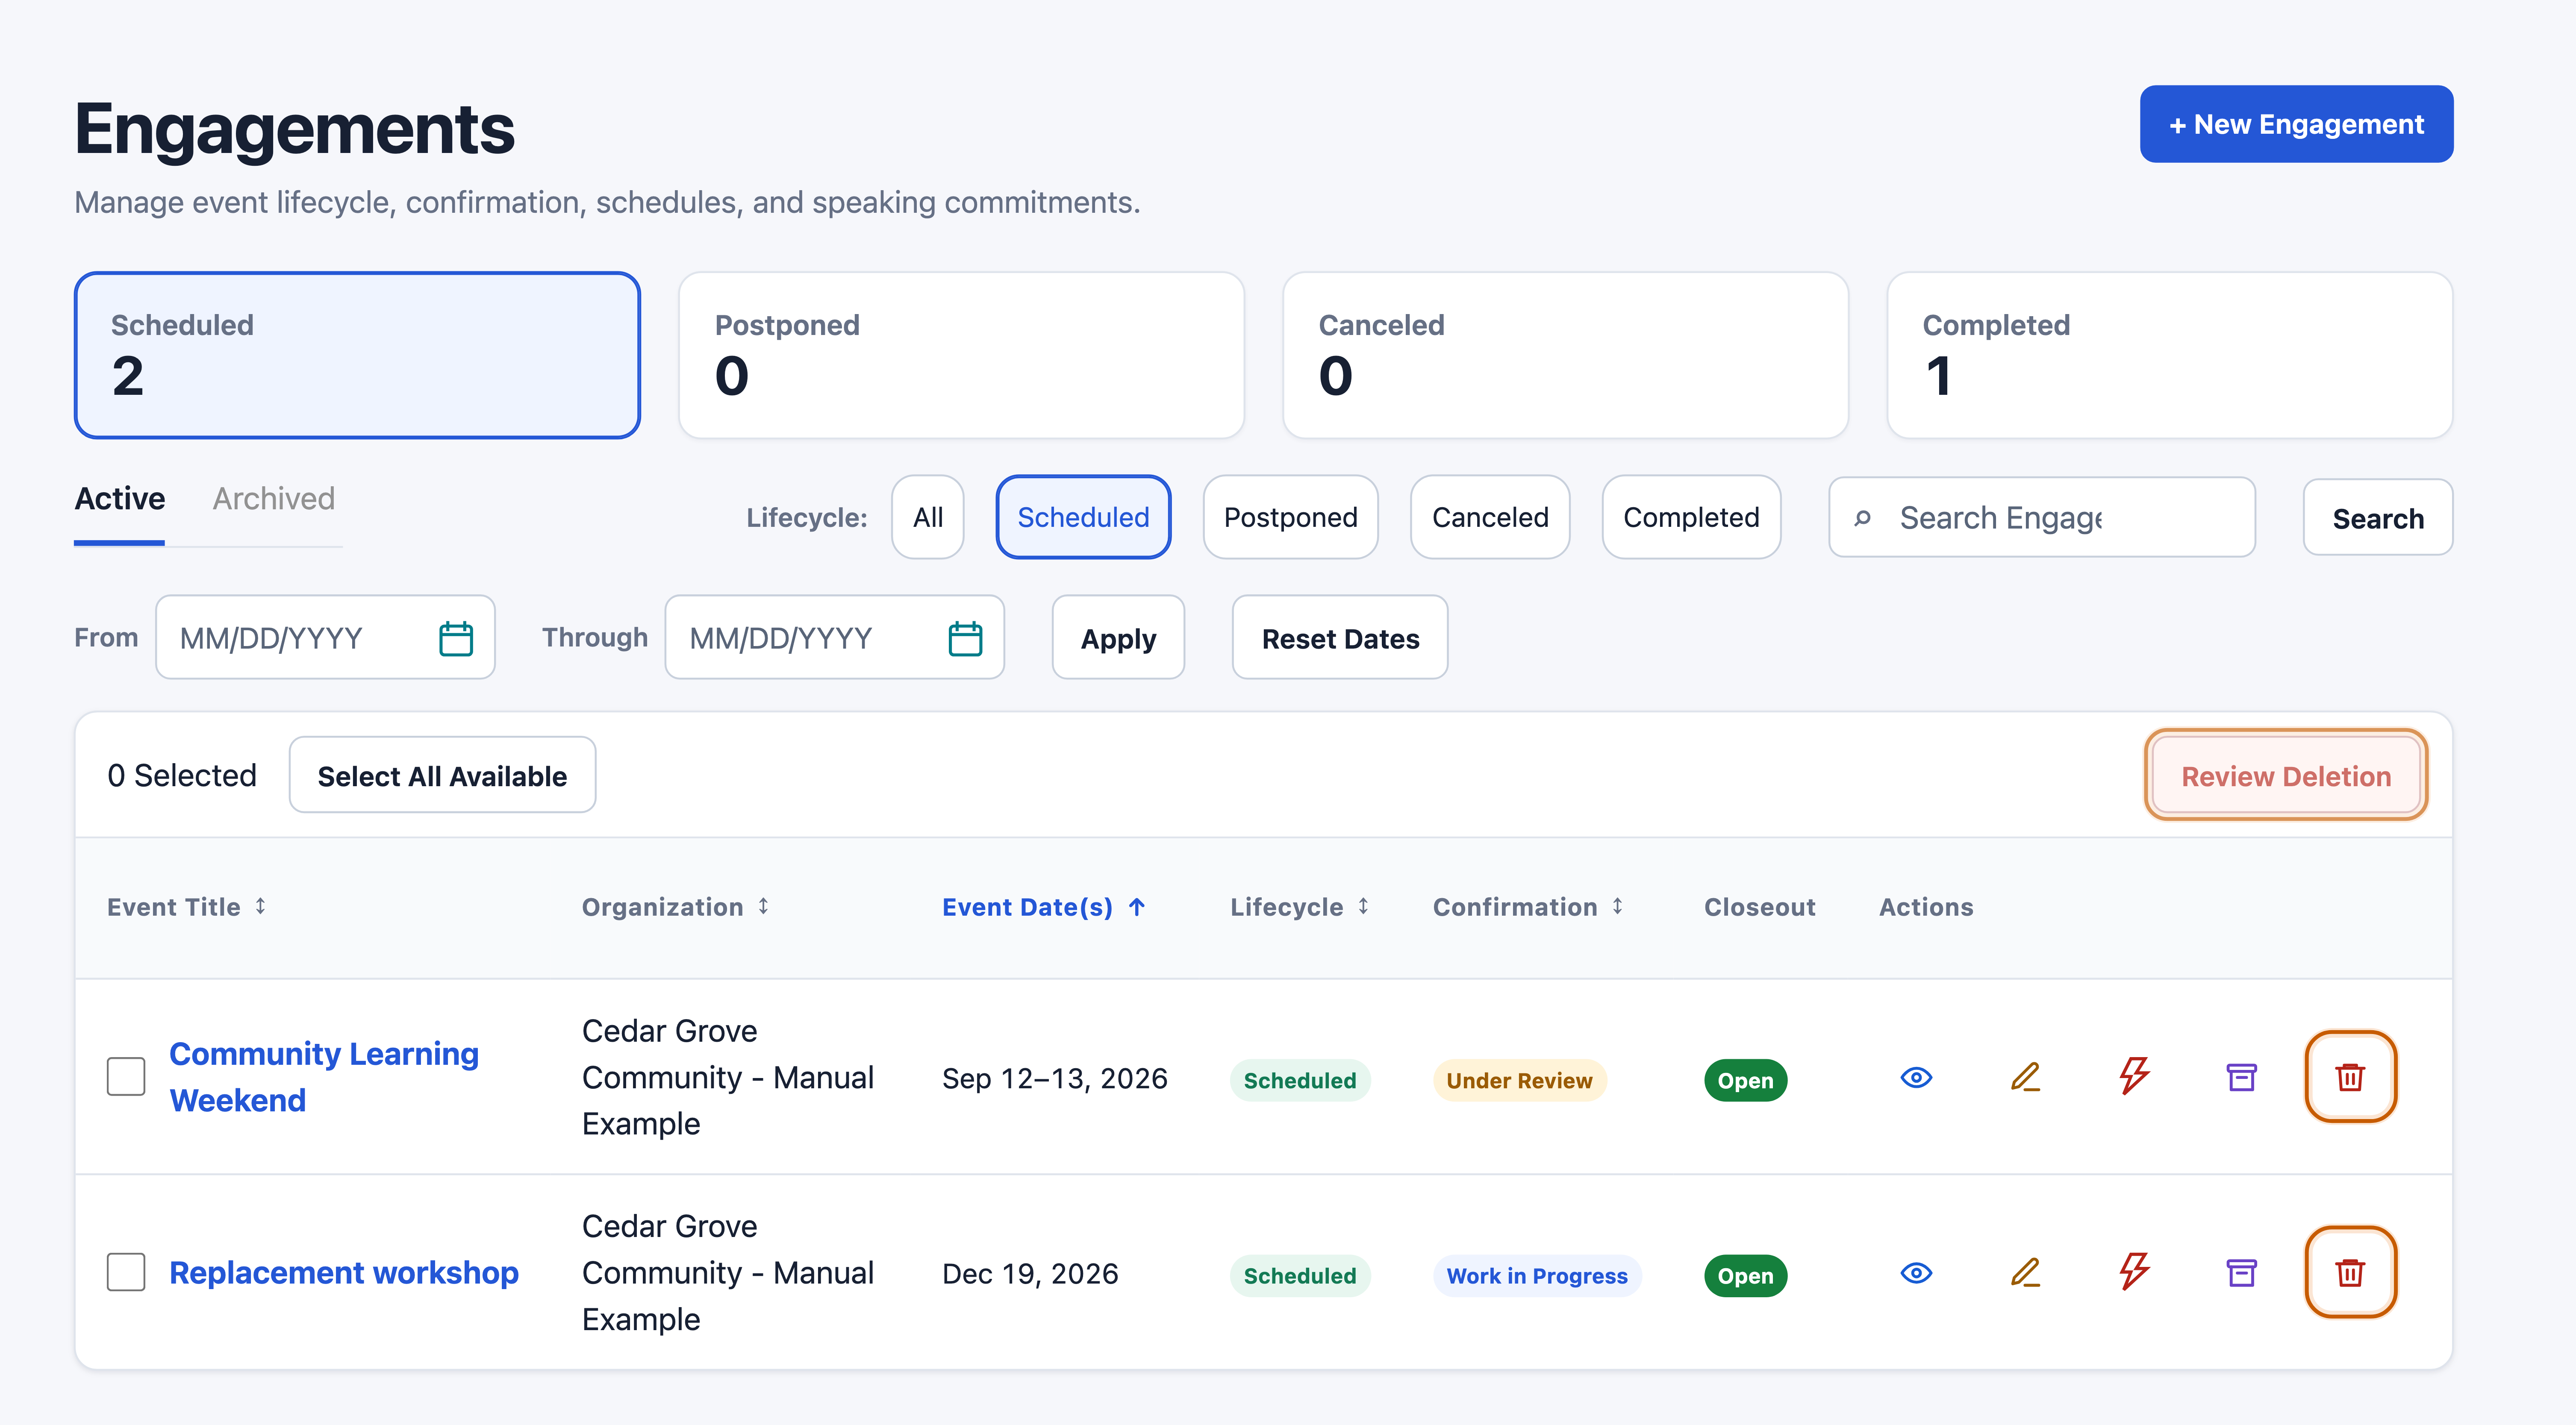 Engagements
+ New Engagement
Manage event lifecycle, confirmation, schedules, and speaking commitments.
Scheduled
2
Postponed
0
Canceled
0
Completed
1
Active
Archived
Lifecycle:
All
Scheduled
Postponed
Canceled
Completed
Search Engage
Search
From
MM/DD/YYYY
Through
MM/DD/YYYY
Apply
Reset Dates
0 Selected
Select All Available
Review Deletion
Event Title ↕
Organization ↕
Event Date(s) ↑
Lifecycle ↕
Confirmation ↕
Closeout
Actions
Community Learning
Weekend
Cedar Grove
Community - Manual
Example
Sep 12–13, 2026
Scheduled
Under Review
Open
Replacement workshop
Cedar Grove
Community - Manual
Example
Dec 19, 2026
Scheduled
Work in Progress
Open